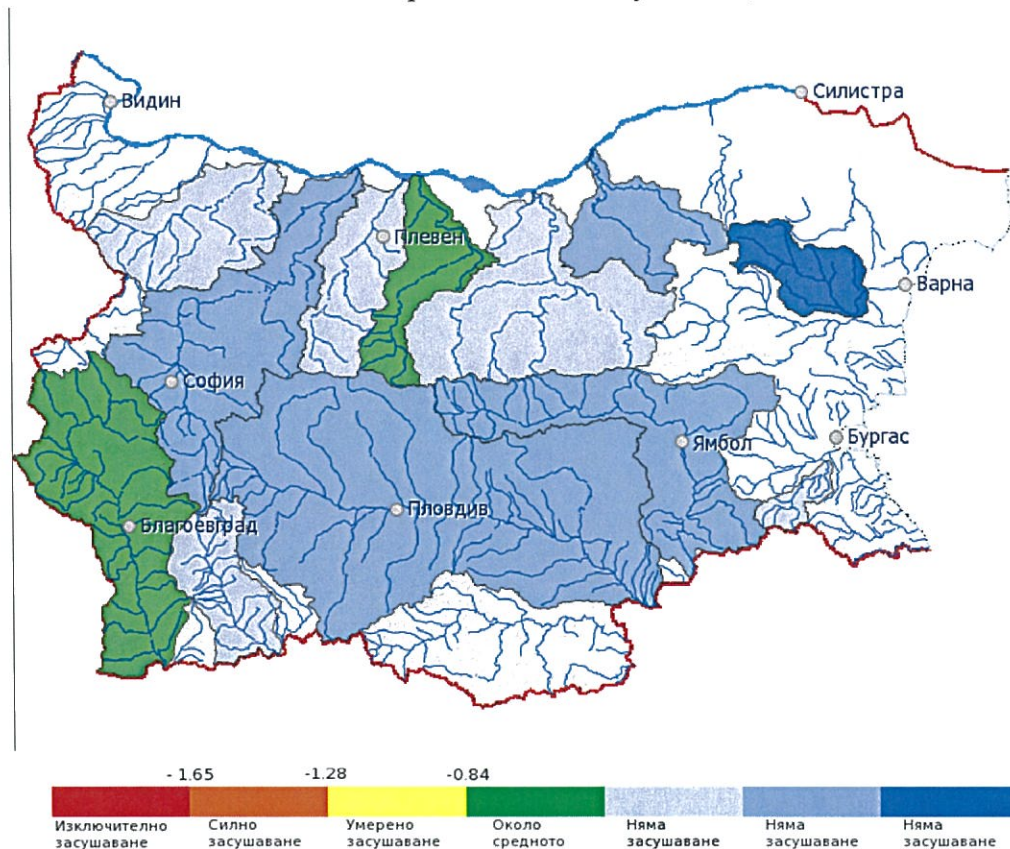 Видин
Силистра
Плевен
Варна
София
Ямбол
Бургас
Пловдив
Благоевград
- 1.65
-1.28
-0.84
Изключително засушаване
Силно засушаване
Умерено засушаване
Около средното
Няма засушаване
Няма засушаване
Няма засушаване